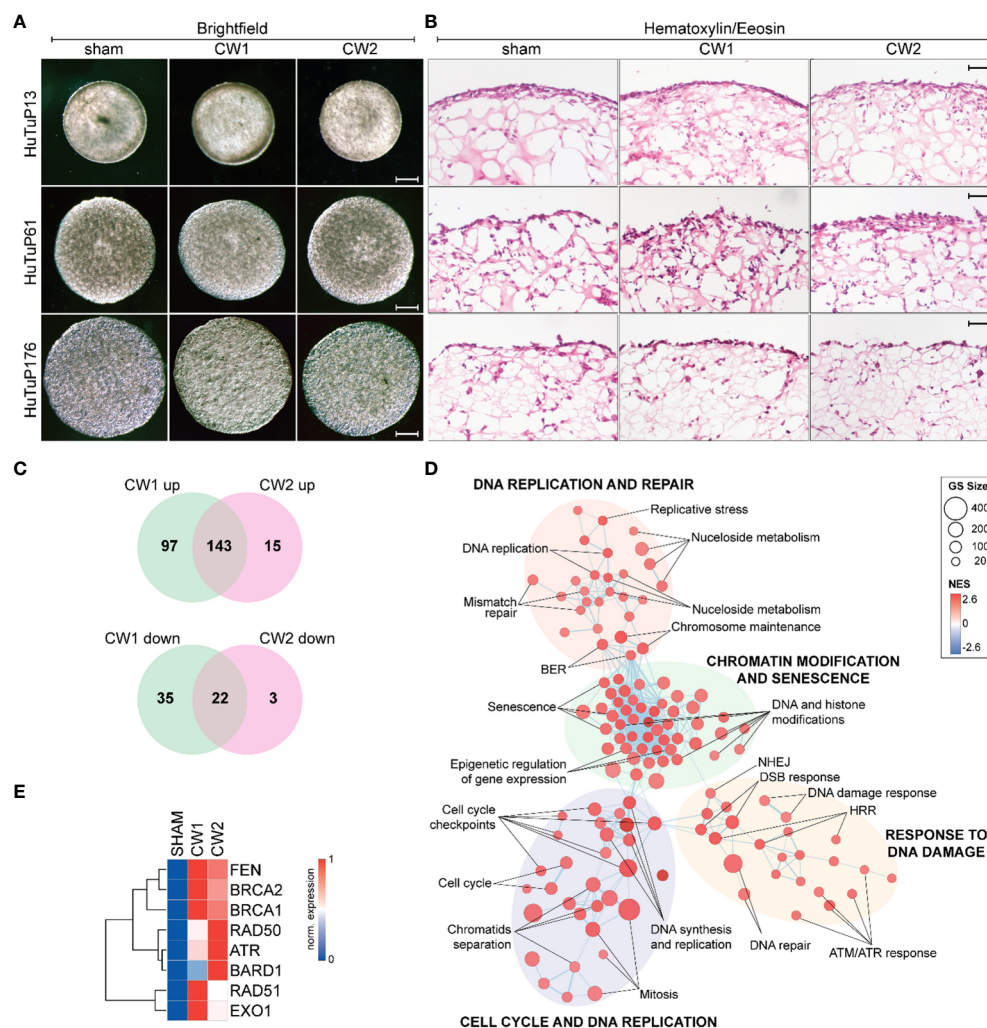 A
Brightfield
sham
CW1
CW2
HuTuP13
HuTuP61
HuTuP176
B
Hematoxylin/Eeosin
sham
CW1
CW2
C
CW1 up
CW2 up
97
143
15
CW1 down
CW2 down
35
22
3
D
DNA REPLICATION AND REPAIR
Replicative stress
Nuceloside metabolism
DNA replication
Mismatch
repair
Nuceloside metabolism
Chromosome maintenance
BER
CHROMATIN MODIFICATION
AND SENESCENCE
Senescence
DNA and histone
modifications
Epigenetic regulation
of gene expression
NHEJ
DSB response
DNA damage response
HRR
Cell cycle
checkpoints
RESPONSE TO
DNA DAMAGE
Cell cycle
Chromatids
separation
DNA synthesis
and replication
DNA repair
ATM/ATR response
Mitosis
CELL CYCLE AND DNA REPLICATION
GS Size
400
200
100
20
NES
2.6
0
-2.6
E
SHAM
CW1
CW2
FEN
BRCA2
BRCA1
RAD50
ATR
BARD1
RAD51
EXO1
1
norm. expression
0